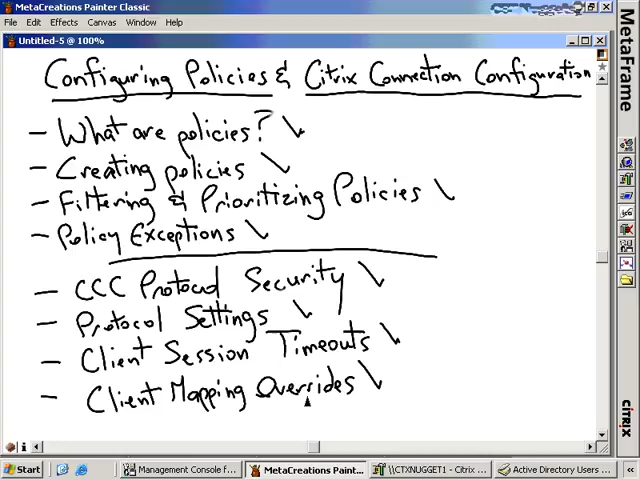 MetaCreations Painter Classic
File Edit Effects Canvas Window Help
Untitled-5 @ 100%
Configuring Policies & Citrix Connection Configuration
- What are policies?
- Creating policies
- Filtering & Prioritizing Policies
- Policy Exceptions
- CCC Protocol Security
- Protocol Settings
- Client Session Timeouts
- Client Mapping Overrides
MetaFrame
CITRIX
Start
Management Console f...
MetaCreations Paint...
\\CTXNUGGET1 - Citrix ...
Active Directory Users ...